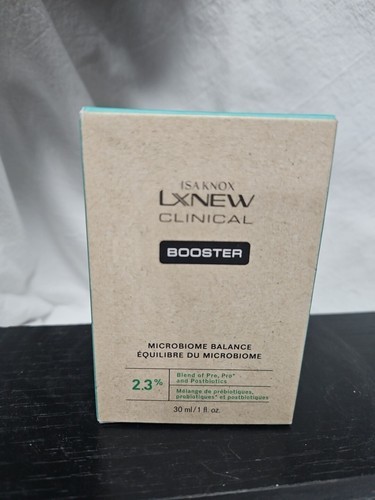 ISA KNOX
LXNEW
CLINICAL
BOOSTER
MICROBIOME BALANCE
ÉQUILIBRE DU MICROBIOME
2.3%
Blend of Pre, Pro*
and Postbiotics
Mélange de prébiotiques,
probiotiques* et postbiotiques
30 ml/1 fl. oz.